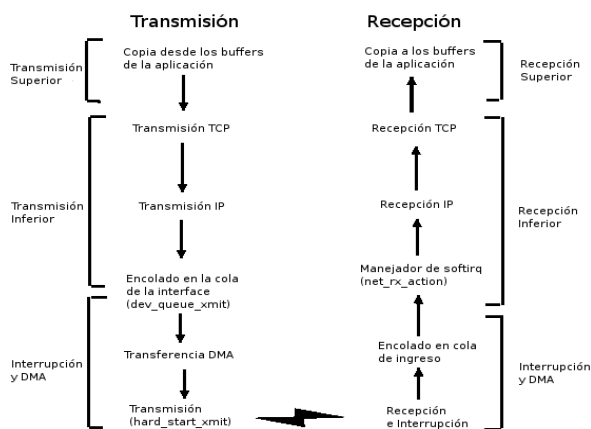 Transmisión
Recepción
Transmisión
Superior
Copia desde los buffers
de la aplicación
Copia a los buffers
de la aplicación
Recepción
Superior
Transmisión
Inferior
Transmisión TCP
Transmisión IP
Encolado en la cola
de la interface
(dev_queue_xmit)
Recepción TCP
Recepción IP
Manejador de softirq
(net_rx_action)
Recepción
Inferior
Interrupción
y DMA
Transferencia DMA
Transmisión
(hard_start_xmit)
Encolado en cola
de ingreso
Recepción
e Interrupción
Interrupción
y DMA